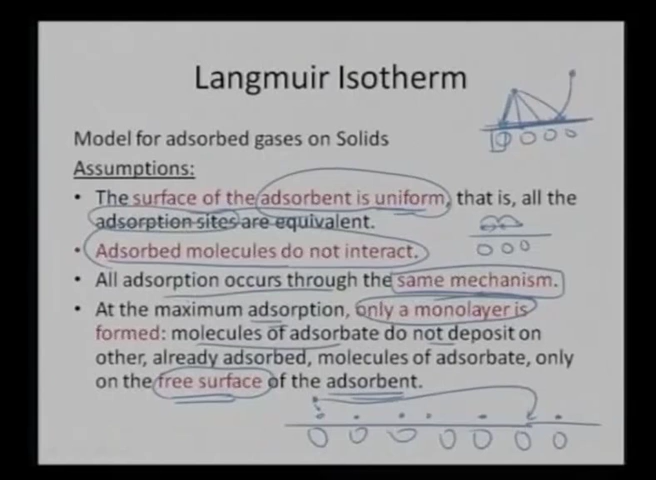 Langmuir Isotherm
Model for adsorbed gases on Solids
Assumptions:
• The surface of the adsorbent is uniform, that is, all the
adsorption sites are equivalent.
• Adsorbed molecules do not interact.
• All adsorption occurs through the same mechanism.
• At the maximum adsorption, only a monolayer is
formed: molecules of adsorbate do not deposit on
other, already adsorbed, molecules of adsorbate, only
on the free surface of the adsorbent.